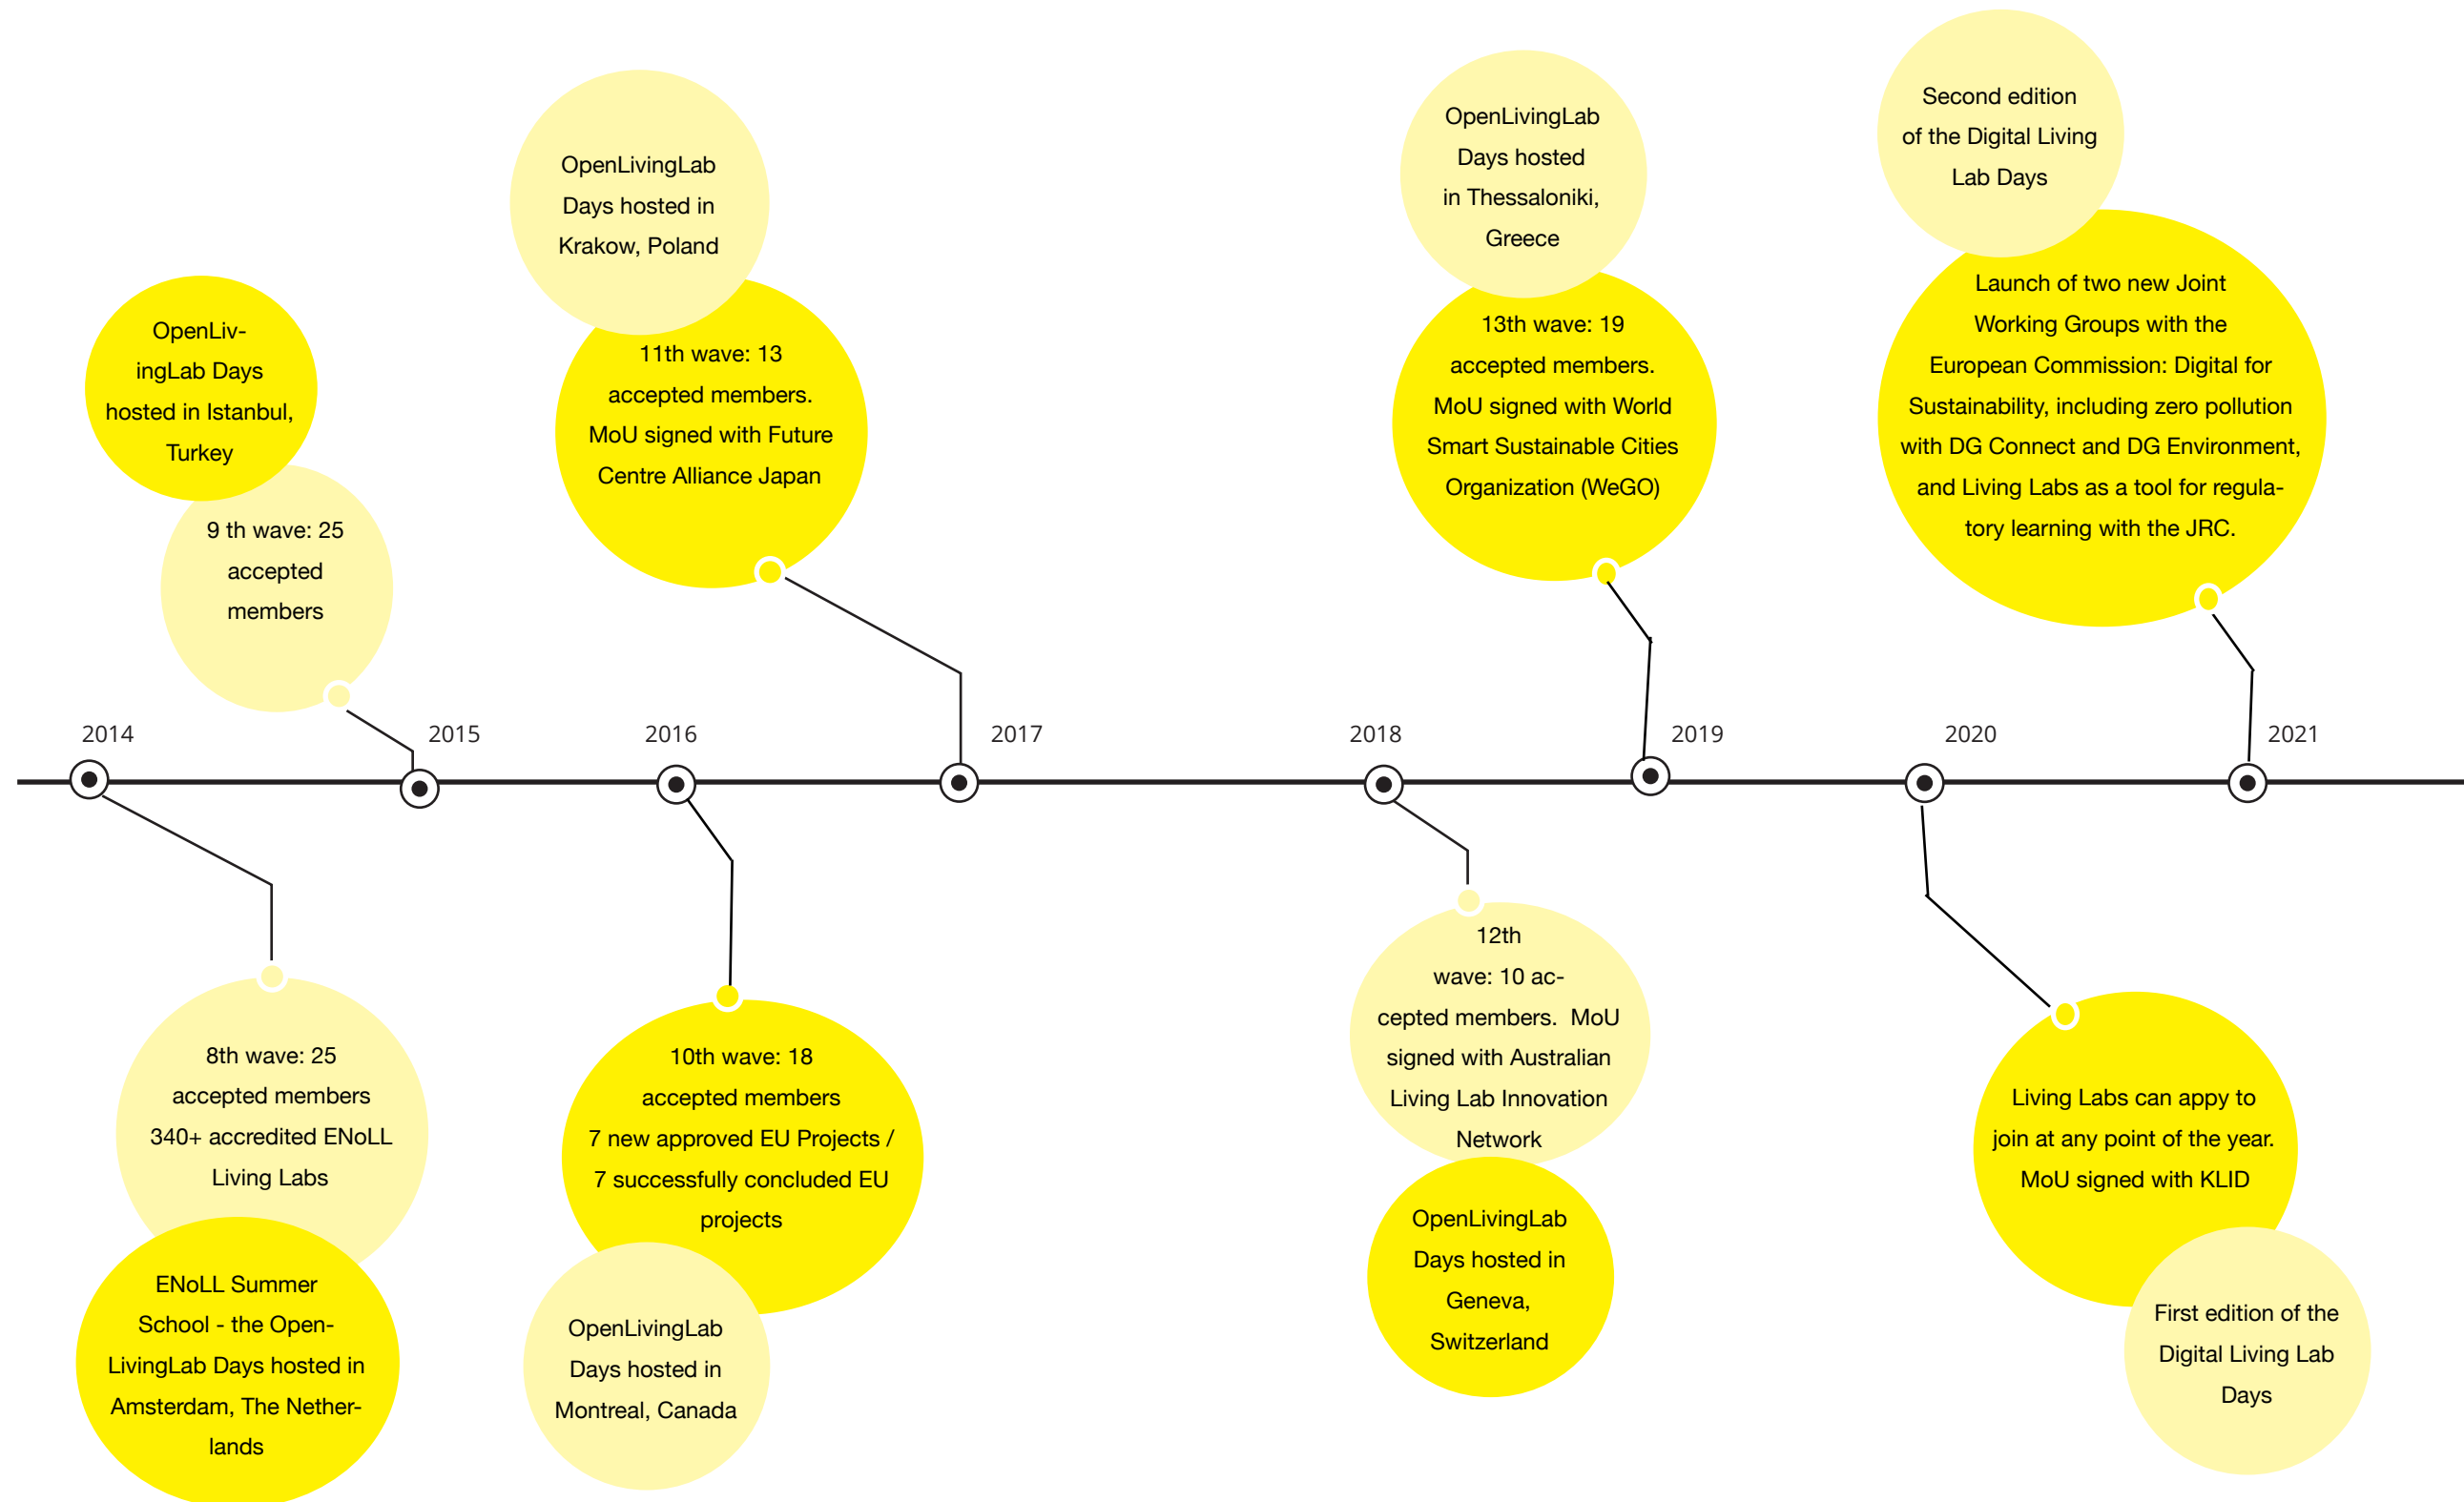 2014
8th wave: 25
accepted members
340+ accredited ENoLL
Living Labs
ENoLL Summer
School - the Open-
LivingLab Days hosted in
Amsterdam, The Nether-
lands
2015
OpenLiv-
ingLab Days
hosted in Istanbul,
Turkey
9 th wave: 25
accepted
members
2016
10th wave: 18
accepted members
7 new approved EU Projects /
7 successfully concluded EU
projects
OpenLivingLab
Days hosted in
Montreal, Canada
2017
OpenLivingLab
Days hosted in
Krakow, Poland
11th wave: 13
accepted members.
MoU signed with Future
Centre Alliance Japan
2018
12th
wave: 10 ac-
cepted members.  MoU
signed with Australian
Living Lab Innovation
Network
OpenLivingLab
Days hosted in
Geneva,
Switzerland
2019
OpenLivingLab
Days hosted
in Thessaloniki,
Greece
13th wave: 19
accepted members.
MoU signed with World
Smart Sustainable Cities
Organization (WeGO)
2020
Living Labs can appy to
join at any point of the year.
MoU signed with KLID
First edition of the
Digital Living Lab
Days
2021
Second edition
of the Digital Living
Lab Days
Launch of two new Joint
Working Groups with the
European Commission: Digital for
Sustainability, including zero pollution
with DG Connect and DG Environment,
and Living Labs as a tool for regula-
tory learning with the JRC.